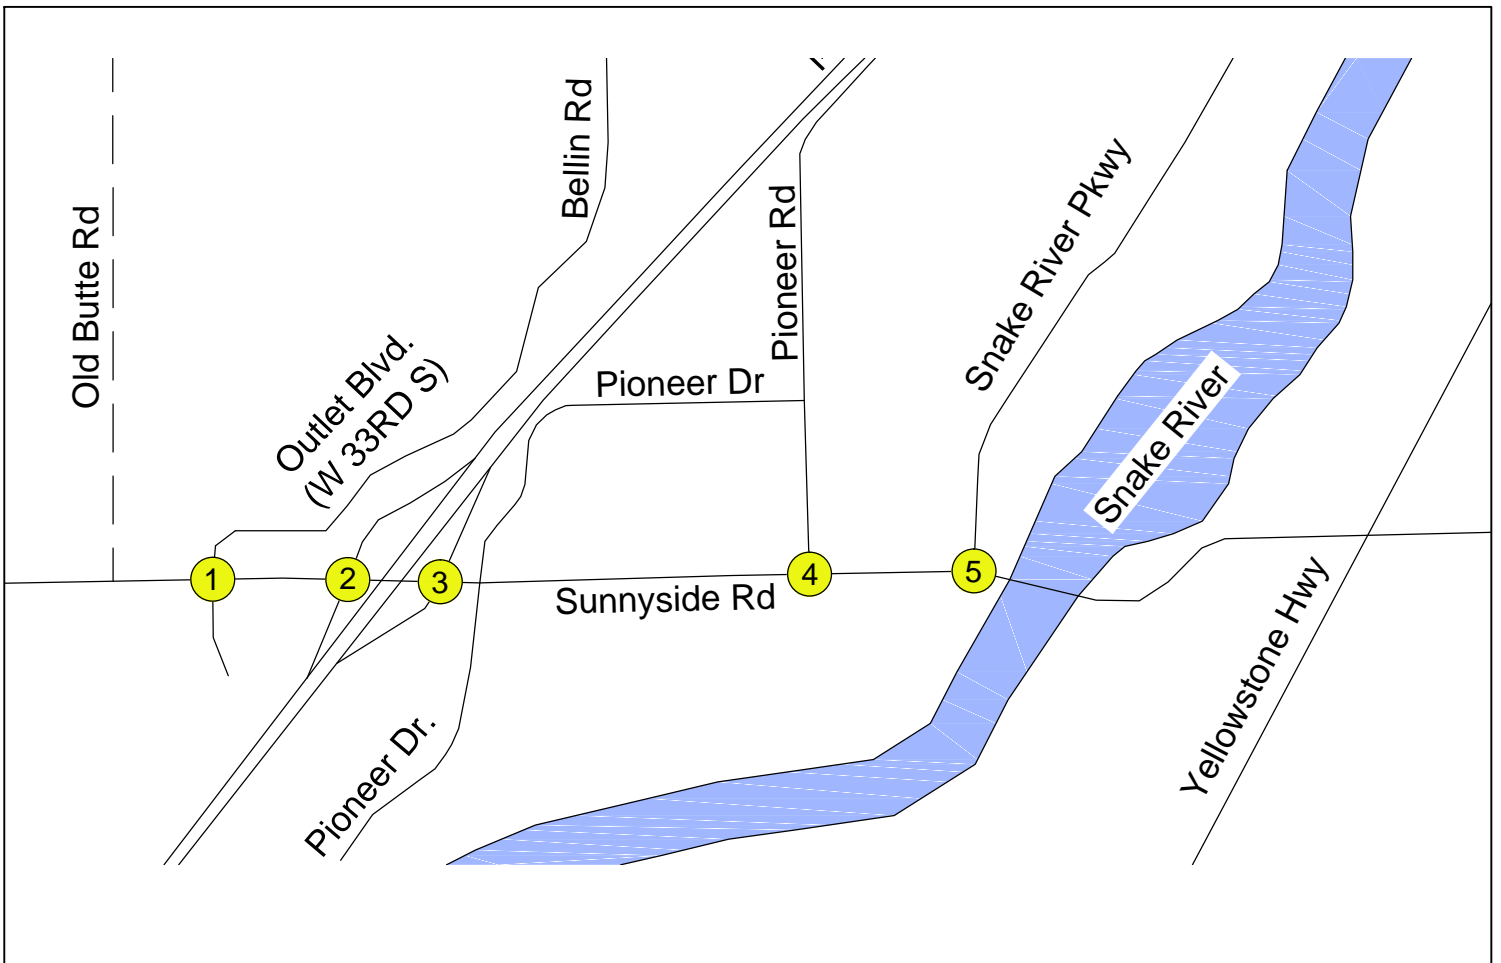 Bellin Rd
Old Butte Rd
Pioneer Rd
Snake River Pkwy
Outlet Blvd.
(W 33RD S)
Pioneer Dr
Snake River
1
2
3
4
5
Sunnyside Rd
Yellowstone Hwy
Pioneer Dr.